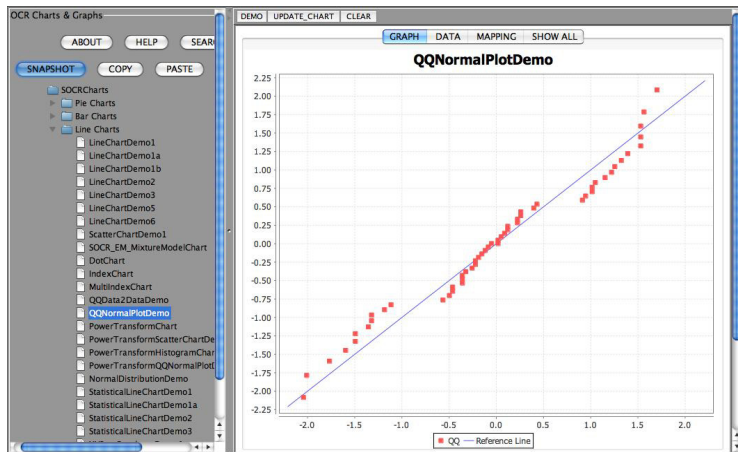 OCR Charts & Graphs
ABOUT HELP SEAR
SNAPSHOT COPY PASTE
SOCRCharts
Pie Charts
Bar Charts
Line Charts
LineChartDemo1
LineChartDemo1a
LineChartDemo1b
LineChartDemo2
LineChartDemo3
LineChartDemo5
LineChartDemo6
ScatterChartDemo1
SOCR_EM_MixtureModelChart
DotChart
IndexChart
MultiIndexChart
QQData2DataDemo
QQNormalPlotDemo
PowerTransformChart
PowerTransformScatterChartDe
PowerTransformHistogramChar
PowerTransformQQNormalPlot
NormalDistributionDemo
StatisticalLineChartDemo1
StatisticalLineChartDemo1a
StatisticalLineChartDemo2
StatisticalLineChartDemo3
DEMO UPDATE_CHART CLEAR
GRAPH DATA MAPPING SHOW ALL
QQNormalPlotDemo
2.25
2.00
1.75
1.50
1.25
1.00
0.75
0.50
0.25
0.00
-0.25
-0.50
-0.75
-1.00
-1.25
-1.50
-1.75
-2.00
-2.25
-2.0 -1.5 -1.0 -0.5 0.0 0.5 1.0 1.5 2.0
QQ Reference Line